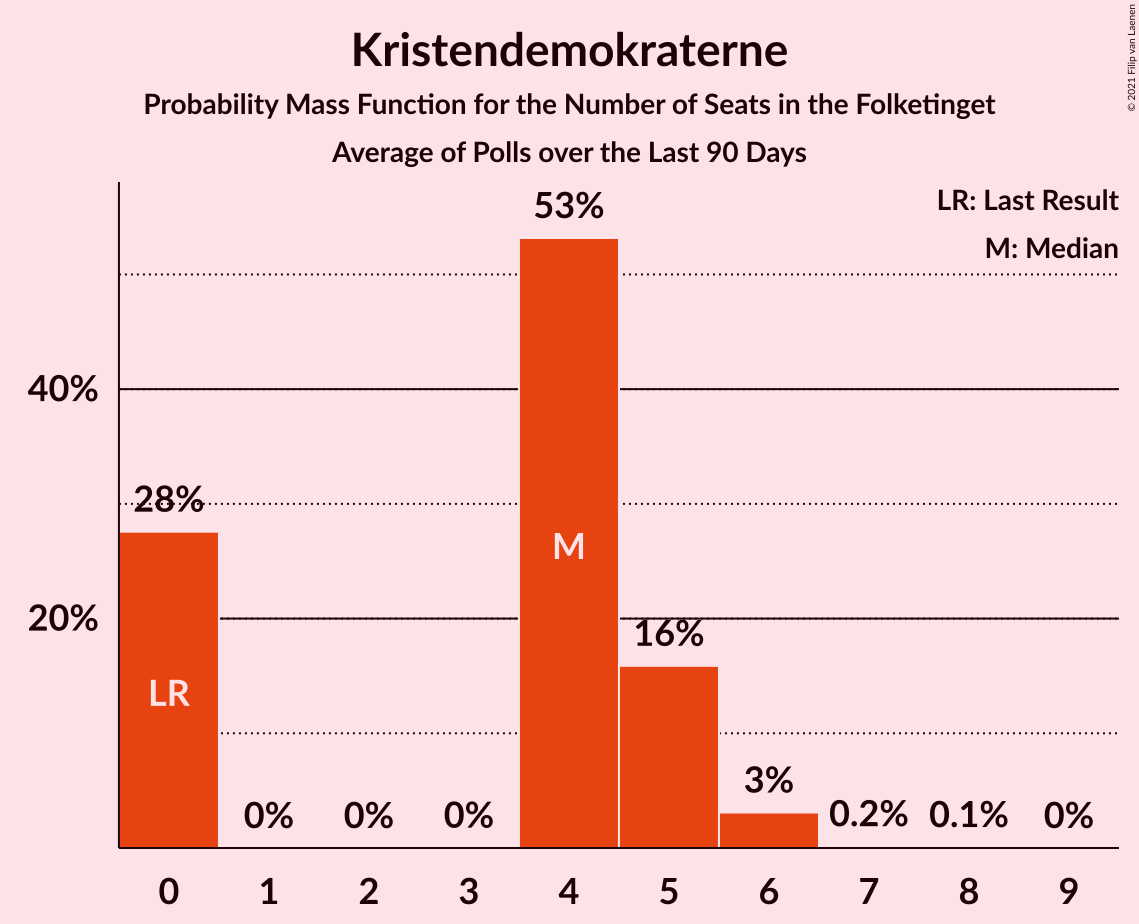 Kristendemokraterne
Probability Mass Function for the Number of Seats in the Folketinget
Average of Polls over the Last 90 Days
© 2021 Filip van Laenen
LR: Last Result
M: Median
53%
40%
28%
M
20%
16%
LR
3%
0%
0%
0%
0.2%
0.1%
0%
0 1 2 3 4 5 6 7 8 9